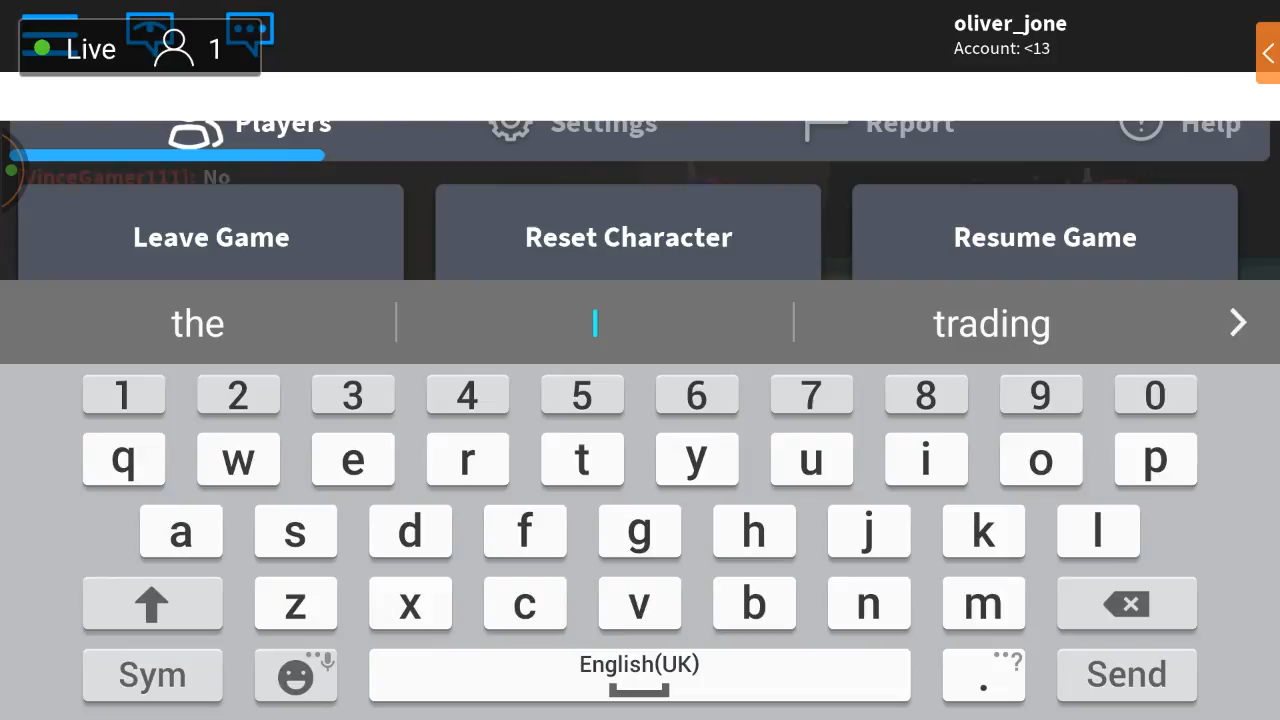 oliver_jone
Account: <13
Live 1
Players Settings Report Help
VinceGamer111]: No
Leave Game Reset Character Resume Game
the I trading
1 2 3 4 5 6 7 8 9 0
q w e r t y u i o p
a s d f g h j k l
z x c v b n m
Sym English(UK) . ? Send